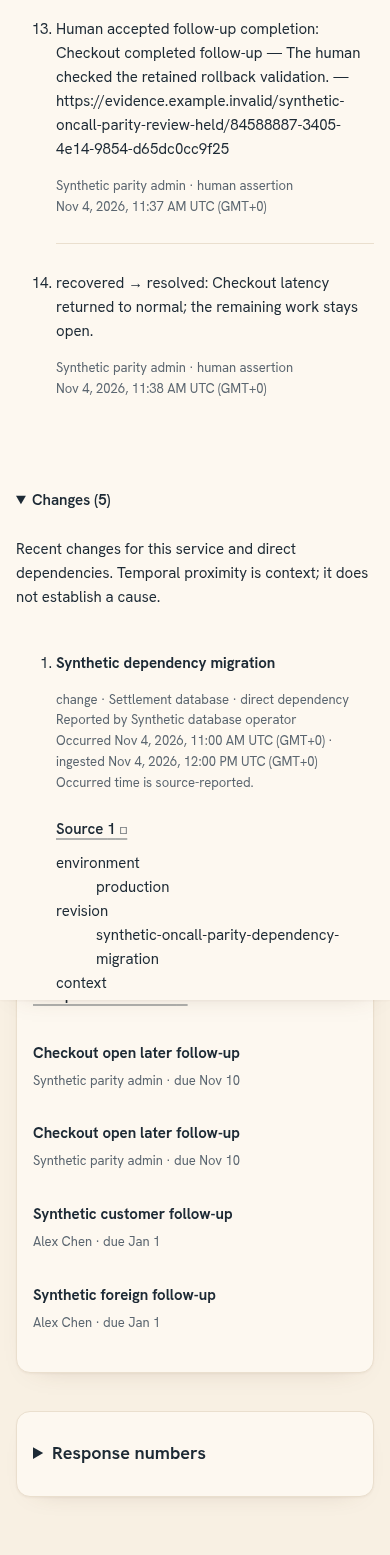 13. Human accepted follow-up completion:
Checkout completed follow-up — The human
checked the retained rollback validation. —
https://evidence.example.invalid/synthetic-
oncall-parity-review-held/84588887-3405-
4e14-9854-d65dc0cc9f25
Synthetic parity admin · human assertion
Nov 4, 2026, 11:37 AM UTC (GMT+0)
14. recovered → resolved: Checkout latency
returned to normal; the remaining work stays
open.
Synthetic parity admin · human assertion
Nov 4, 2026, 11:38 AM UTC (GMT+0)
▼ Changes (5)
Recent changes for this service and direct
dependencies. Temporal proximity is context; it does
not establish a cause.
1. Synthetic dependency migration
change · Settlement database · direct dependency
Reported by Synthetic database operator
Occurred Nov 4, 2026, 11:00 AM UTC (GMT+0) ·
ingested Nov 4, 2026, 12:00 PM UTC (GMT+0)
Occurred time is source-reported.
Source 1
environment
production
revision
synthetic-oncall-parity-dependency-
migration
context
Checkout open later follow-up
Synthetic parity admin · due Nov 10
Checkout open later follow-up
Synthetic parity admin · due Nov 10
Synthetic customer follow-up
Alex Chen · due Jan 1
Synthetic foreign follow-up
Alex Chen · due Jan 1
▶ Response numbers